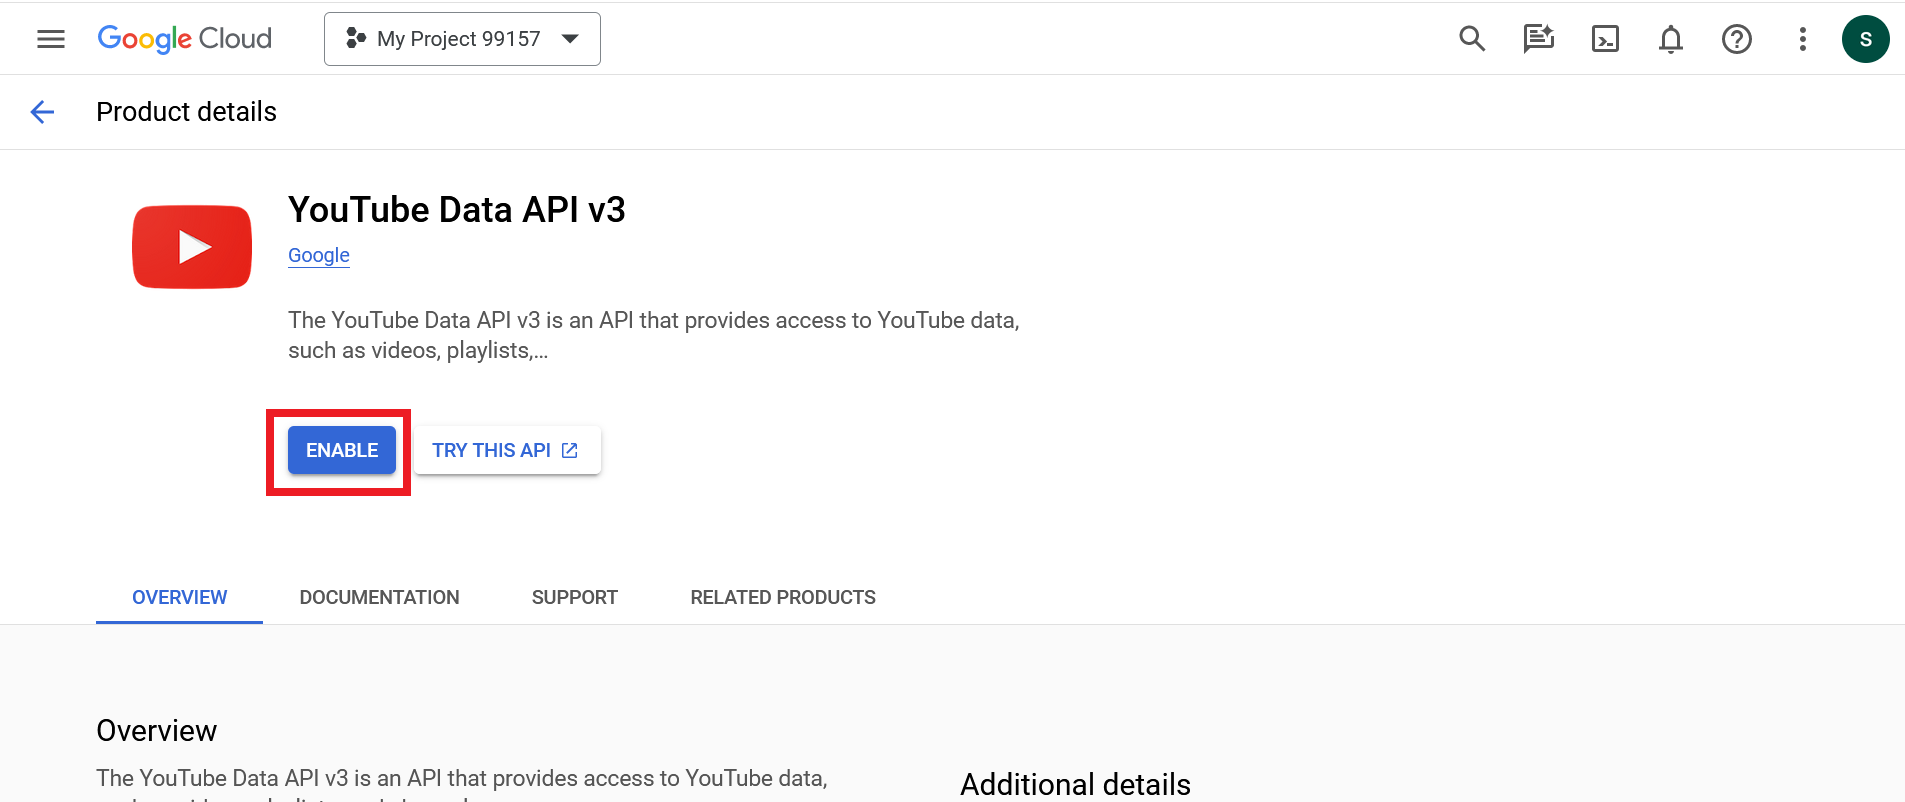 Google Cloud
My Project 99157
S
Product details
YouTube Data API v3
Google
The YouTube Data API v3 is an API that provides access to YouTube data,
such as videos, playlists,...
ENABLE
TRY THIS API
OVERVIEW
DOCUMENTATION
SUPPORT
RELATED PRODUCTS
Overview
The YouTube Data API v3 is an API that provides access to YouTube data,
Additional details